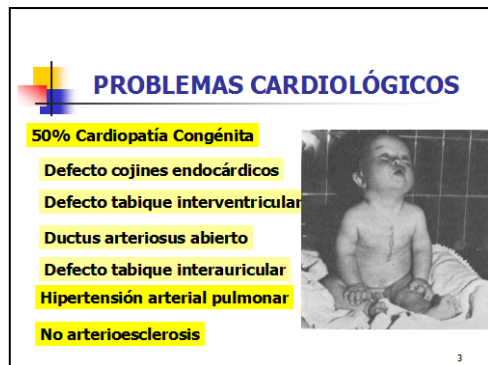 PROBLEMAS CARDIOLÓGICOS
50% Cardiopatía Congénita
Defecto cojines endocárdicos
Defecto tabique interventricular
Ductus arteriosus abierto
Defecto tabique interauricular
Hipertensión arterial pulmonar
No arterioesclerosis
3